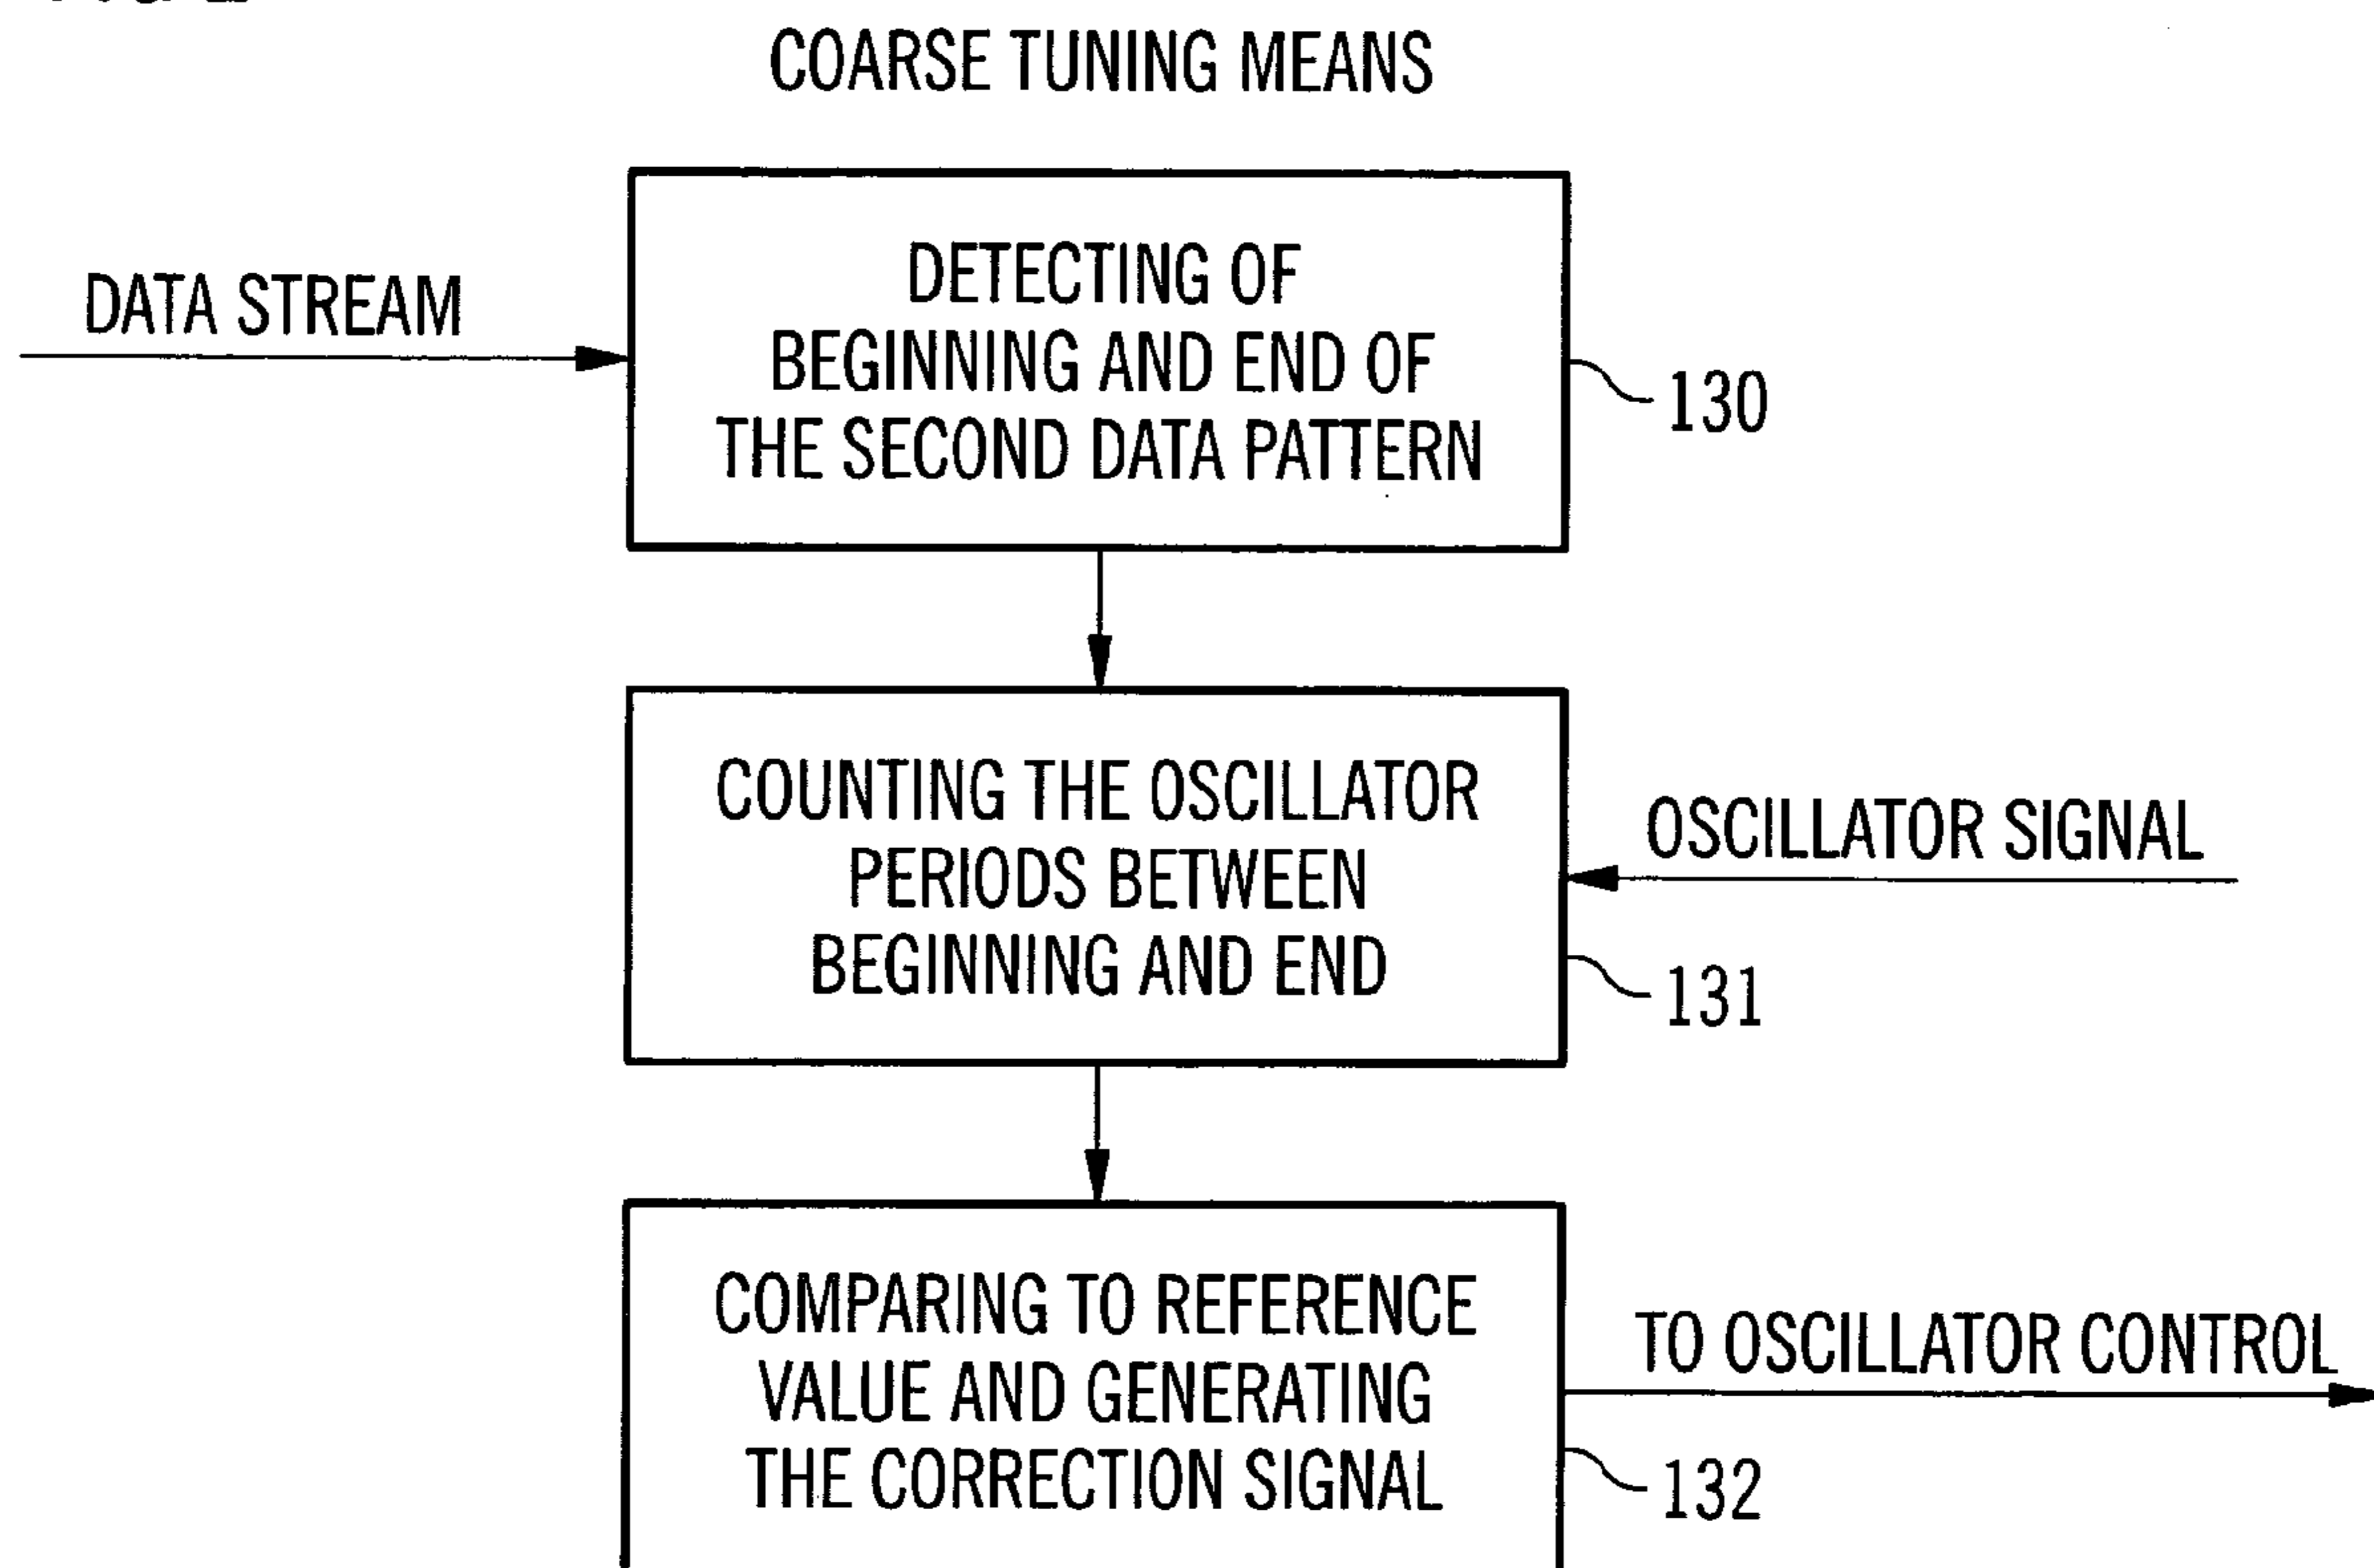 COARSE TUNING MEANS
DATA STREAM
DETECTING OF
BEGINNING AND END OF
THE SECOND DATA PATTERN
130
COUNTING THE OSCILLATOR
PERIODS BETWEEN
BEGINNING AND END
OSCILLATOR SIGNAL
131
COMPARING TO REFERENCE
VALUE AND GENERATING
THE CORRECTION SIGNAL
TO OSCILLATOR CONTROL
132